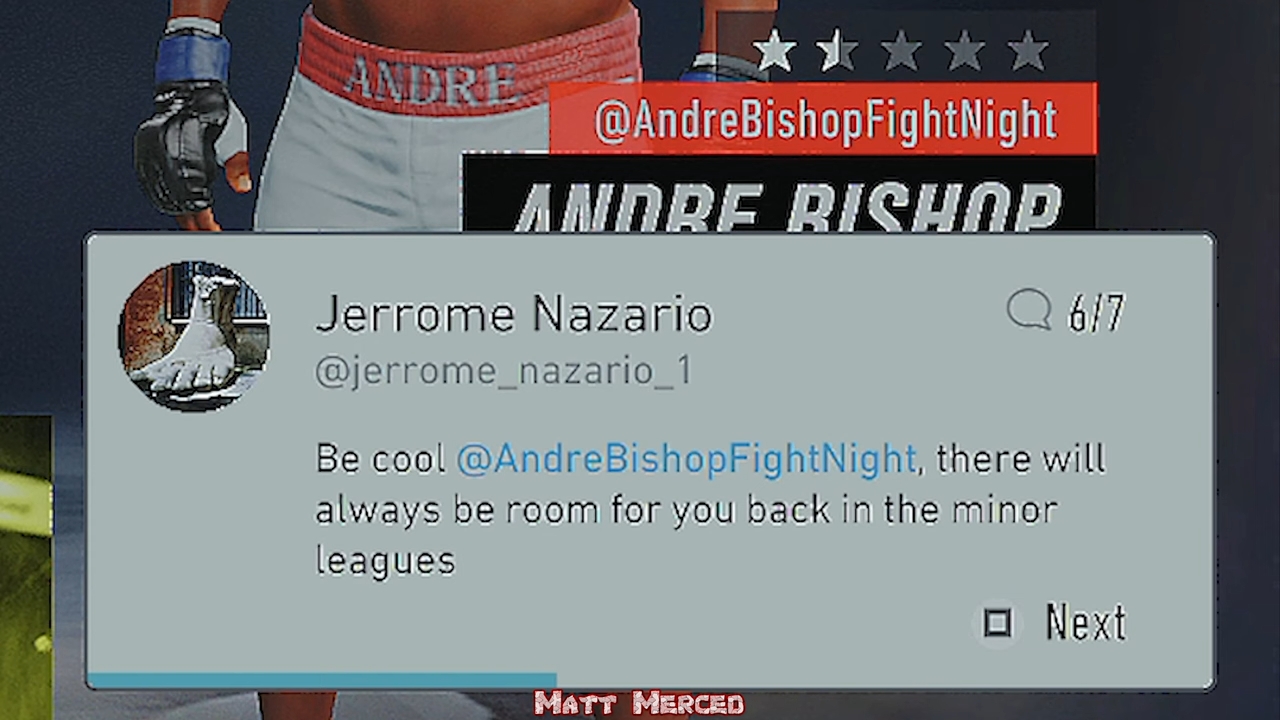 ANDRE
@AndreBishopFightNight
ANDRE BISHOP
Jerrome Nazario
6/7
@jerrome_nazario_1
Be cool @AndreBishopFightNight, there will
always be room for you back in the minor
leagues
Next
Matt Merced